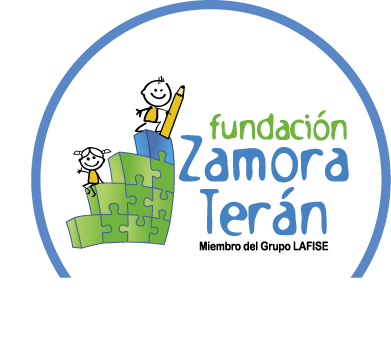 fundación
Zamora
Terán
Miembro del Grupo LAFISE